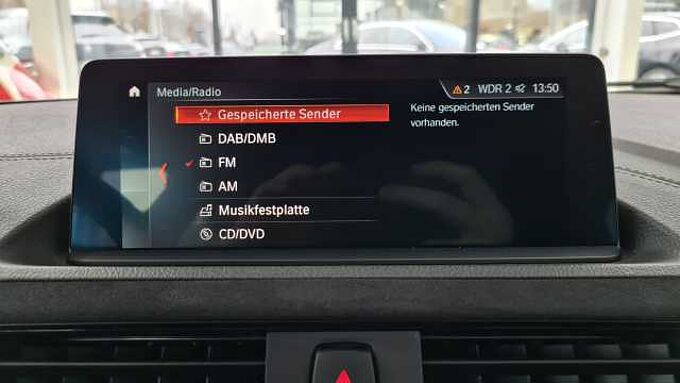 Media/Radio
2 WDR 2 13:50
Gespeicherte Sender
Keine gespeicherten Sender
vorhanden.
DAB/DMB
FM
AM
Musikfestplatte
CD/DVD